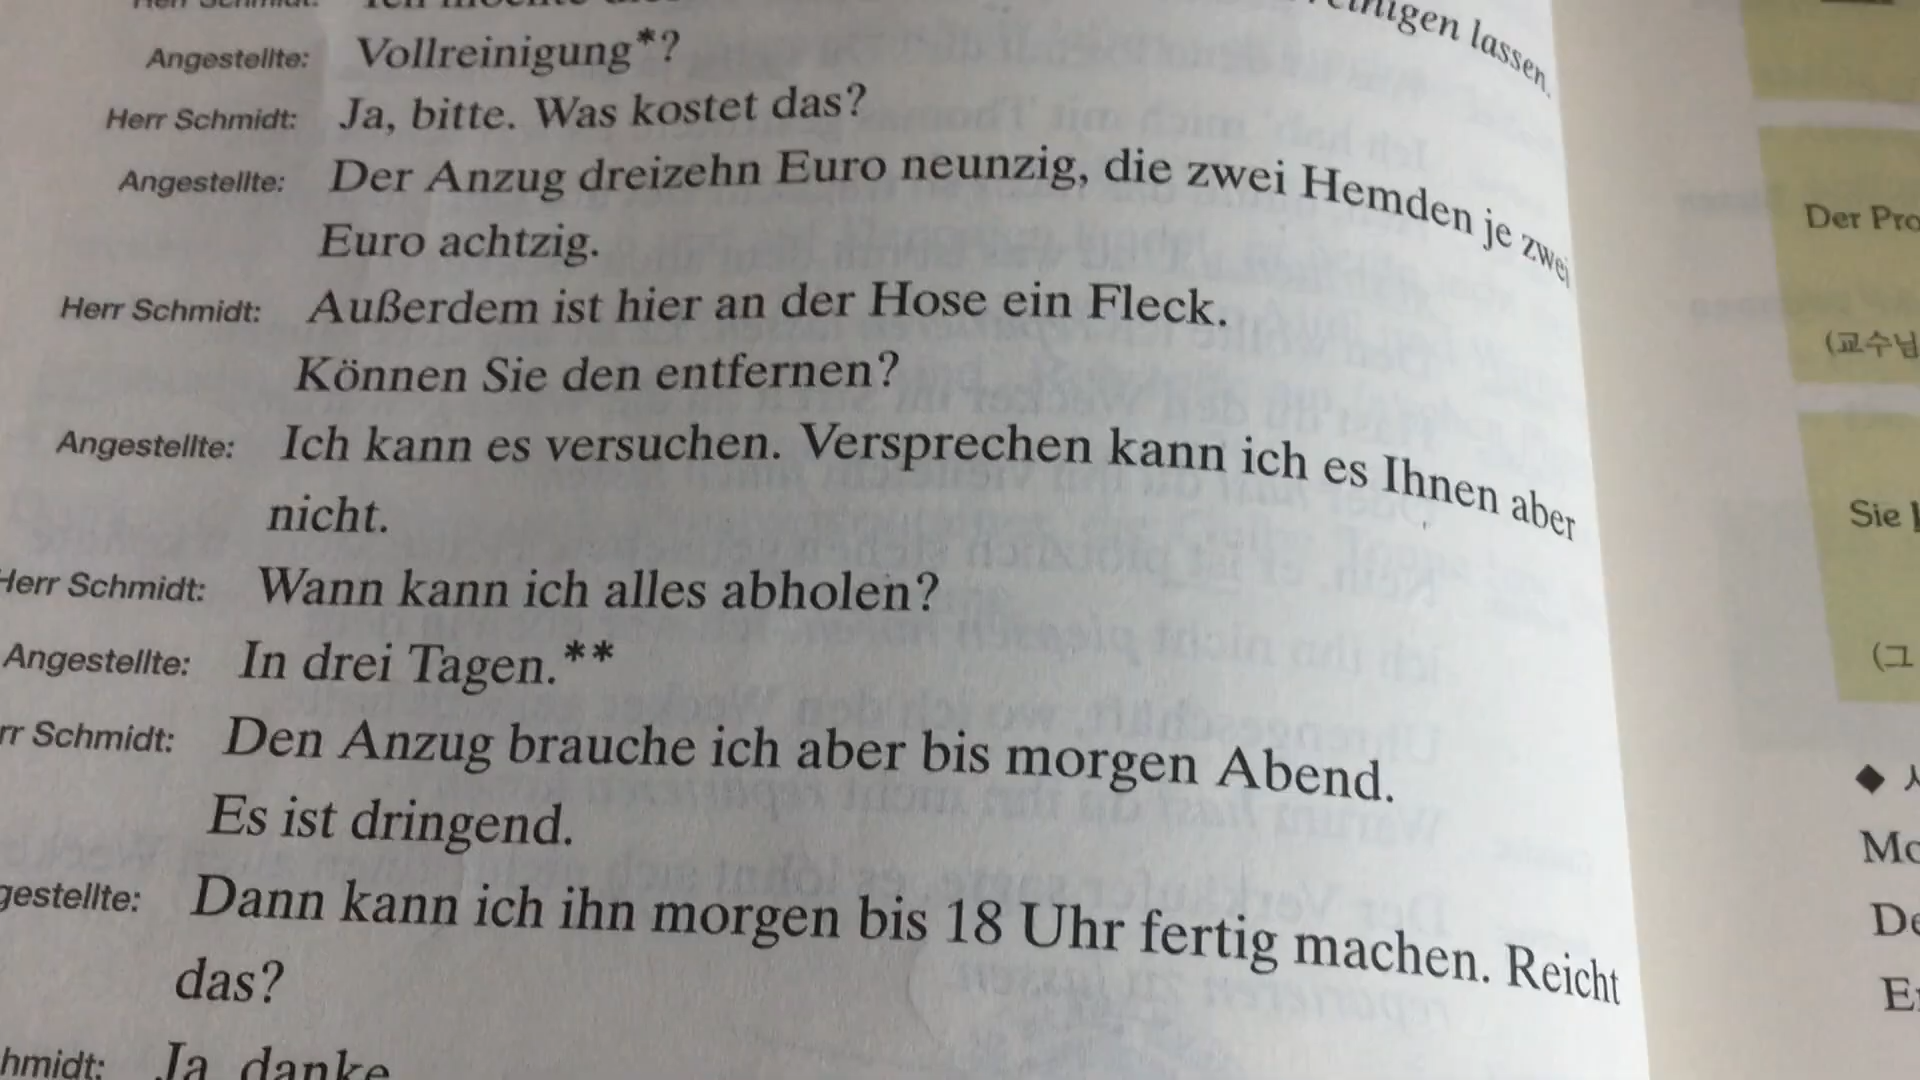 Herr Schmidt: Ich möchte
einigen lassen.
Angestellte: Vollreinigung*?
Herr Schmidt: Ja, bitte. Was kostet das?
Angestellte: Der Anzug dreizehn Euro neunzig, die zwei Hemden je zwei
Euro achtzig.
Herr Schmidt: Außerdem ist hier an der Hose ein Fleck.
Können Sie den entfernen?
Angestellte: Ich kann es versuchen. Versprechen kann ich es Ihnen aber
nicht.
Herr Schmidt: Wann kann ich alles abholen?
Angestellte: In drei Tagen.**
rr Schmidt: Den Anzug brauche ich aber bis morgen Abend.
Es ist dringend.
gestellte: Dann kann ich ihn morgen bis 18 Uhr fertig machen. Reicht
das?
hmidt: Ja, danke
Der Pro
(교수님
Sie
(그
◆
Mo
De